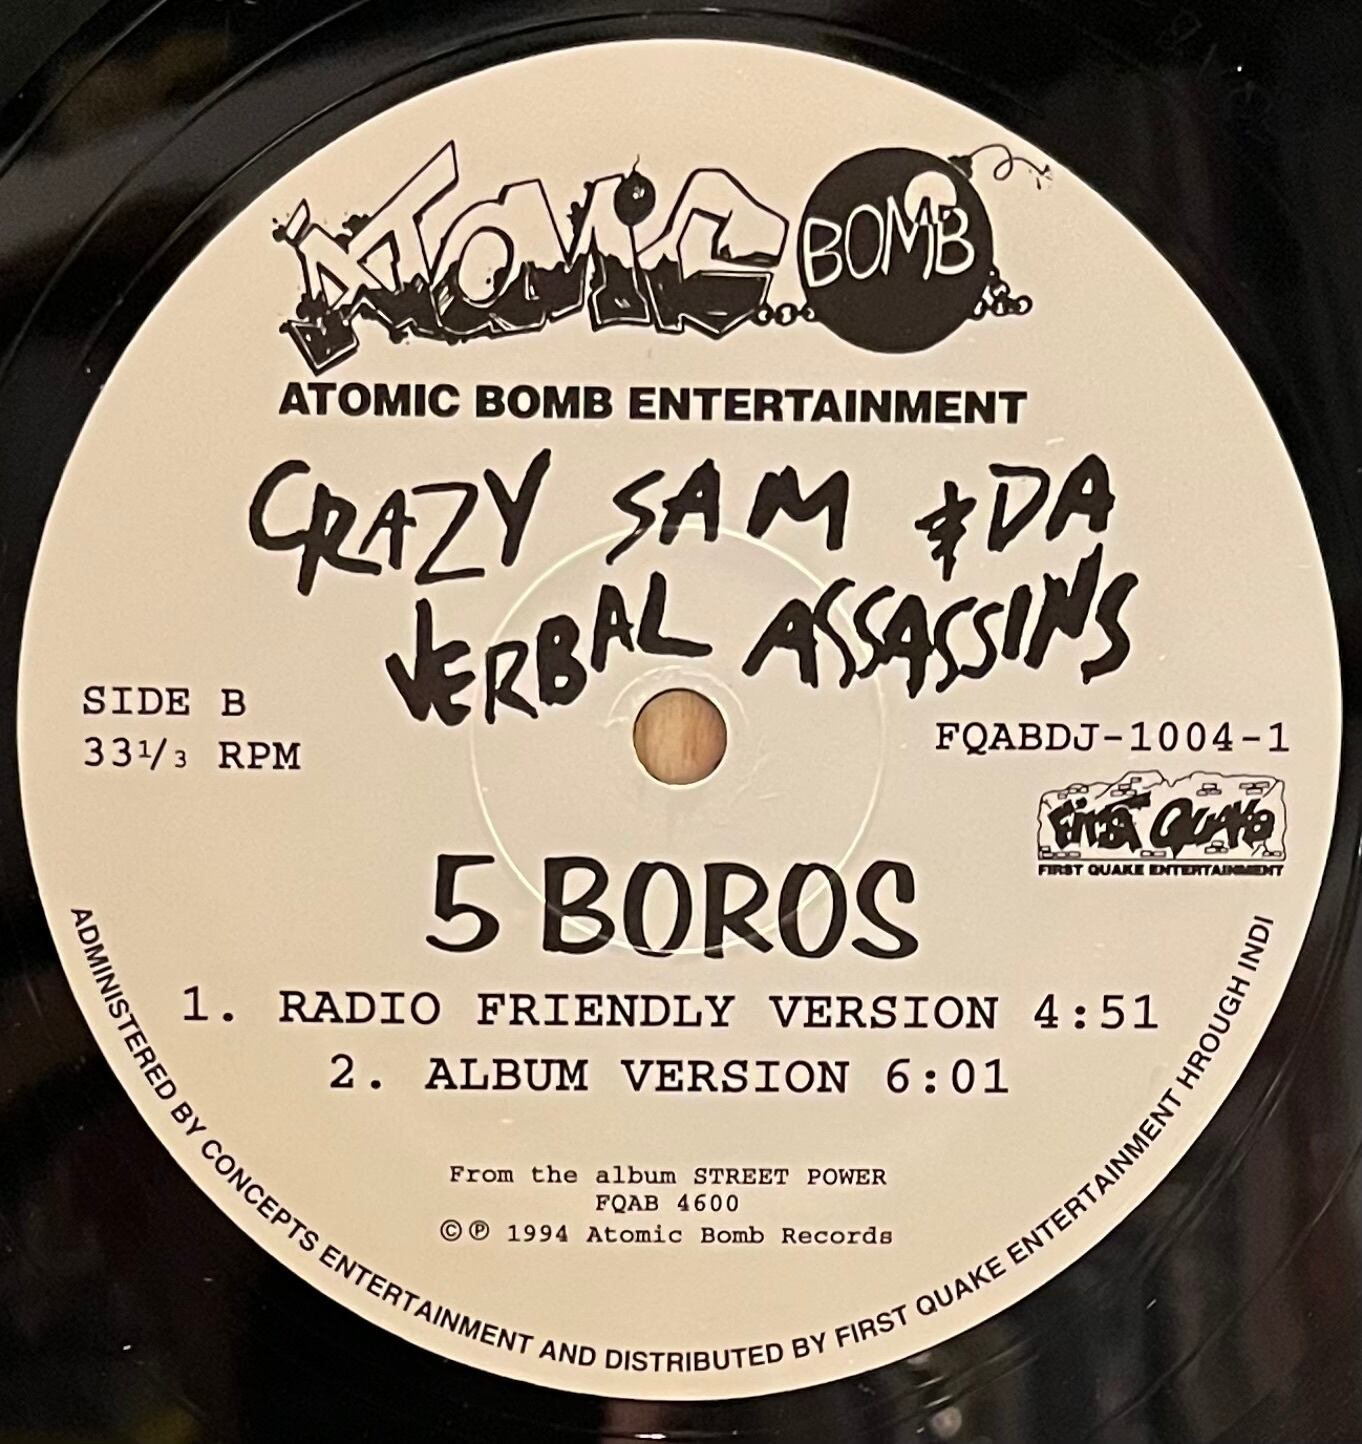 ATOMIC BOMB
ATOMIC BOMB ENTERTAINMENT
CRAZY SAM & DA
VERBAL ASSASSINS
SIDE B
33 1/3 RPM
FQABDJ-1004-1
FIRST QUAKE
FIRST QUAKE ENTERTAINMENT
5 BOROS
1. RADIO FRIENDLY VERSION 4:51
2. ALBUM VERSION 6:01
From the album STREET POWER
FQAB 4600
©℗ 1994 Atomic Bomb Records
ADMINISTERED BY CONCEPTS ENTERTAINMENT AND DISTRIBUTED BY FIRST QUAKE ENTERTAINMENT HROUGH INDI